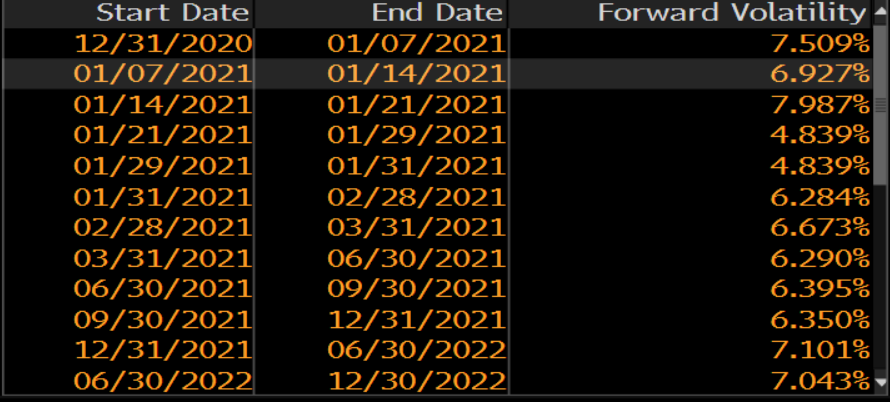 Start Date End Date Forward Volatility
12/31/2020 01/07/2021 7.509%
01/07/2021 01/14/2021 6.927%
01/14/2021 01/21/2021 7.987%
01/21/2021 01/29/2021 4.839%
01/29/2021 01/31/2021 4.839%
01/31/2021 02/28/2021 6.284%
02/28/2021 03/31/2021 6.673%
03/31/2021 06/30/2021 6.290%
06/30/2021 09/30/2021 6.395%
09/30/2021 12/31/2021 6.350%
12/31/2021 06/30/2022 7.101%
06/30/2022 12/30/2022 7.043%